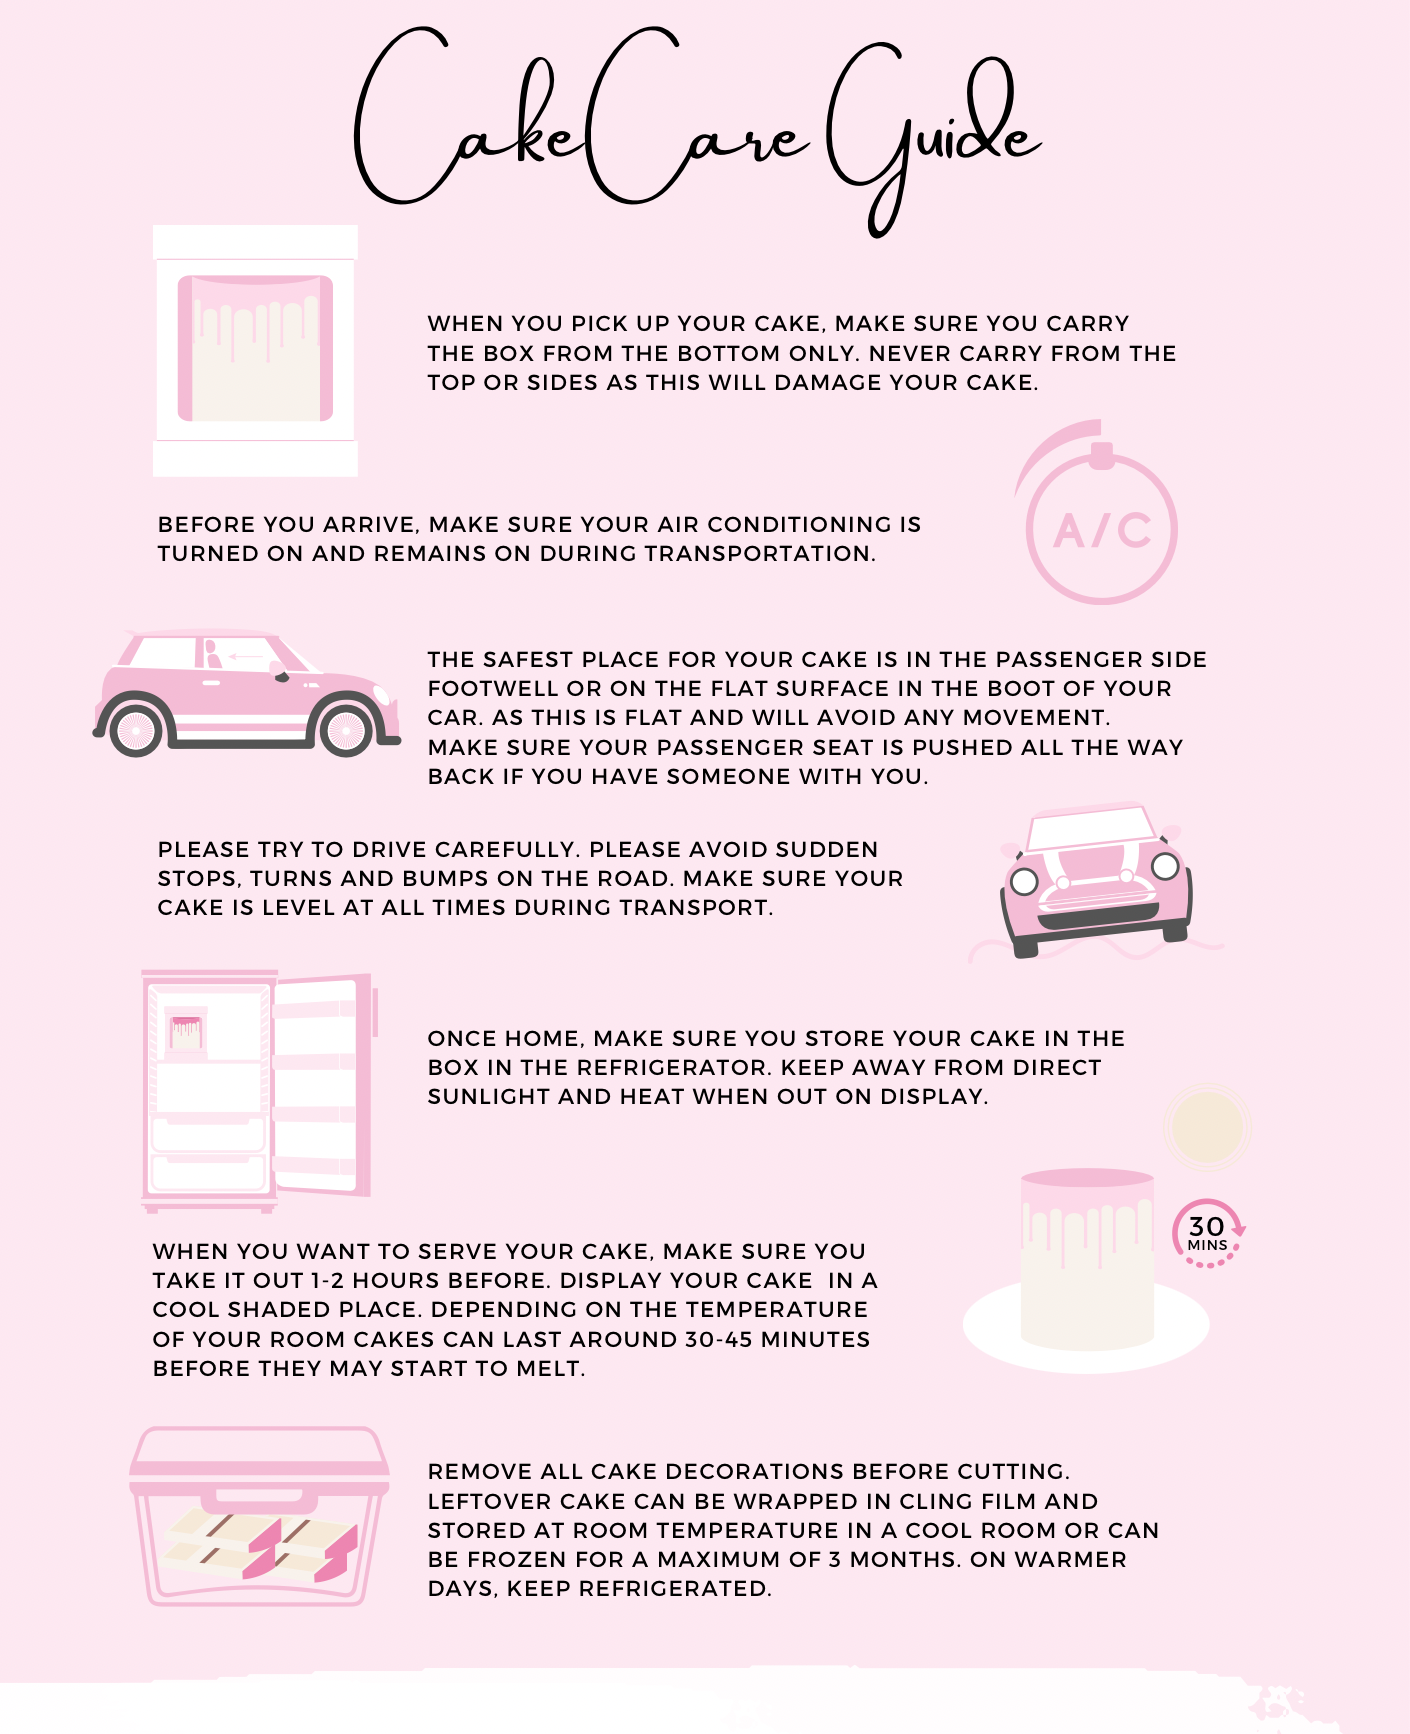 Cake Care Guide
WHEN YOU PICK UP YOUR CAKE, MAKE SURE YOU CARRY
THE BOX FROM THE BOTTOM ONLY. NEVER CARRY FROM THE
TOP OR SIDES AS THIS WILL DAMAGE YOUR CAKE.
BEFORE YOU ARRIVE, MAKE SURE YOUR AIR CONDITIONING IS
TURNED ON AND REMAINS ON DURING TRANSPORTATION.
A/C
THE SAFEST PLACE FOR YOUR CAKE IS IN THE PASSENGER SIDE
FOOTWELL OR ON THE FLAT SURFACE IN THE BOOT OF YOUR
CAR. AS THIS IS FLAT AND WILL AVOID ANY MOVEMENT.
MAKE SURE YOUR PASSENGER SEAT IS PUSHED ALL THE WAY
BACK IF YOU HAVE SOMEONE WITH YOU.
PLEASE TRY TO DRIVE CAREFULLY. PLEASE AVOID SUDDEN
STOPS, TURNS AND BUMPS ON THE ROAD. MAKE SURE YOUR
CAKE IS LEVEL AT ALL TIMES DURING TRANSPORT.
ONCE HOME, MAKE SURE YOU STORE YOUR CAKE IN THE
BOX IN THE REFRIGERATOR. KEEP AWAY FROM DIRECT
SUNLIGHT AND HEAT WHEN OUT ON DISPLAY.
30
MINS
WHEN YOU WANT TO SERVE YOUR CAKE, MAKE SURE YOU
TAKE IT OUT 1-2 HOURS BEFORE. DISPLAY YOUR CAKE  IN A
COOL SHADED PLACE. DEPENDING ON THE TEMPERATURE
OF YOUR ROOM CAKES CAN LAST AROUND 30-45 MINUTES
BEFORE THEY MAY START TO MELT.
REMOVE ALL CAKE DECORATIONS BEFORE CUTTING.
LEFTOVER CAKE CAN BE WRAPPED IN CLING FILM AND
STORED AT ROOM TEMPERATURE IN A COOL ROOM OR CAN
BE FROZEN FOR A MAXIMUM OF 3 MONTHS. ON WARMER
DAYS, KEEP REFRIGERATED.